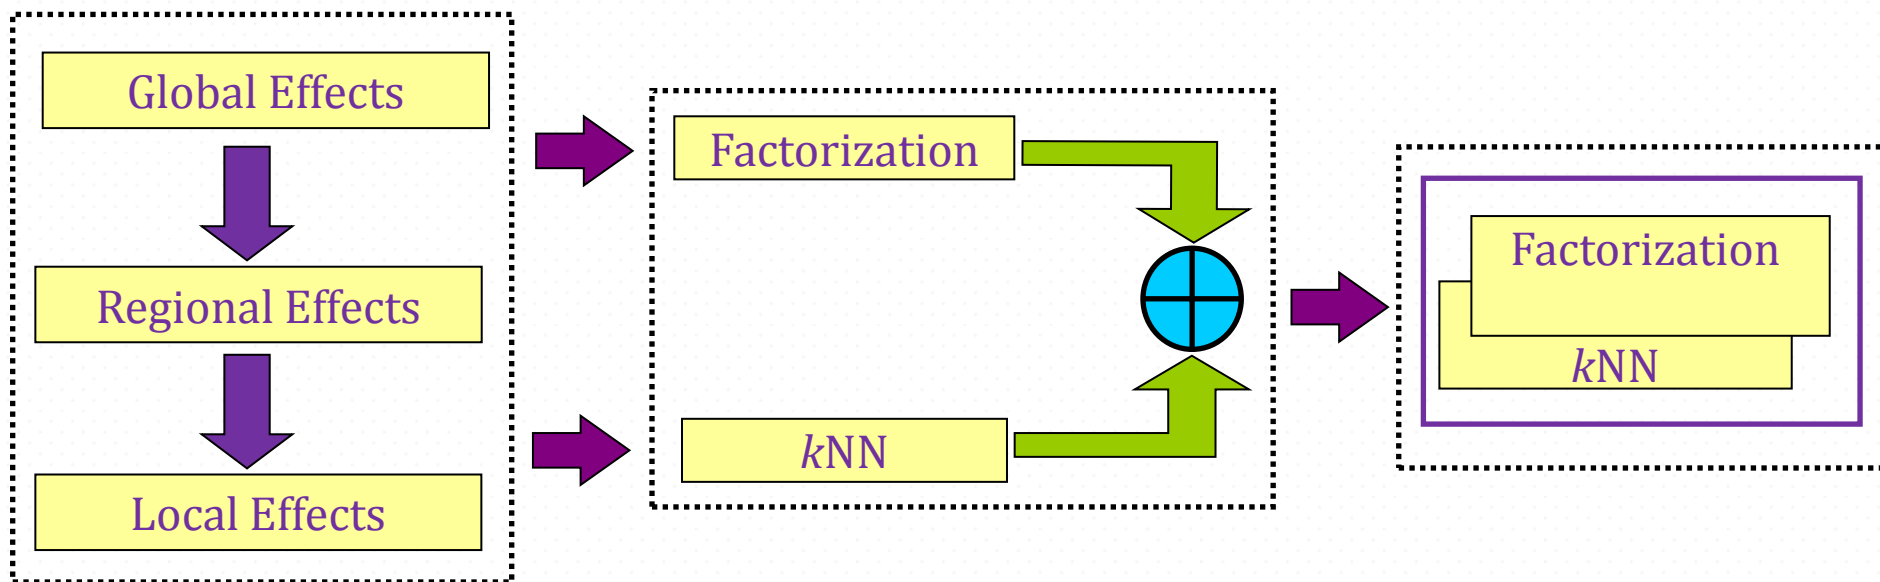 Global Effects
Regional Effects
Local Effects
Factorization
kNN
Factorization
kNN